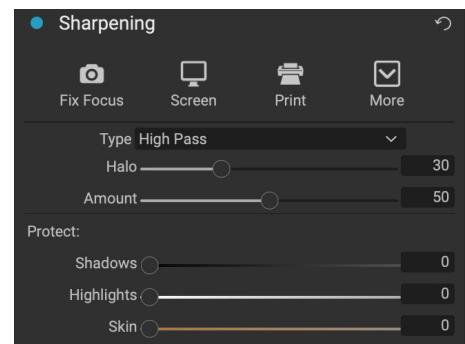 Sharpening
Fix Focus Screen Print More
Type High Pass
Halo 30
Amount 50
Protect:
Shadows 0
Highlights 0
Skin 0